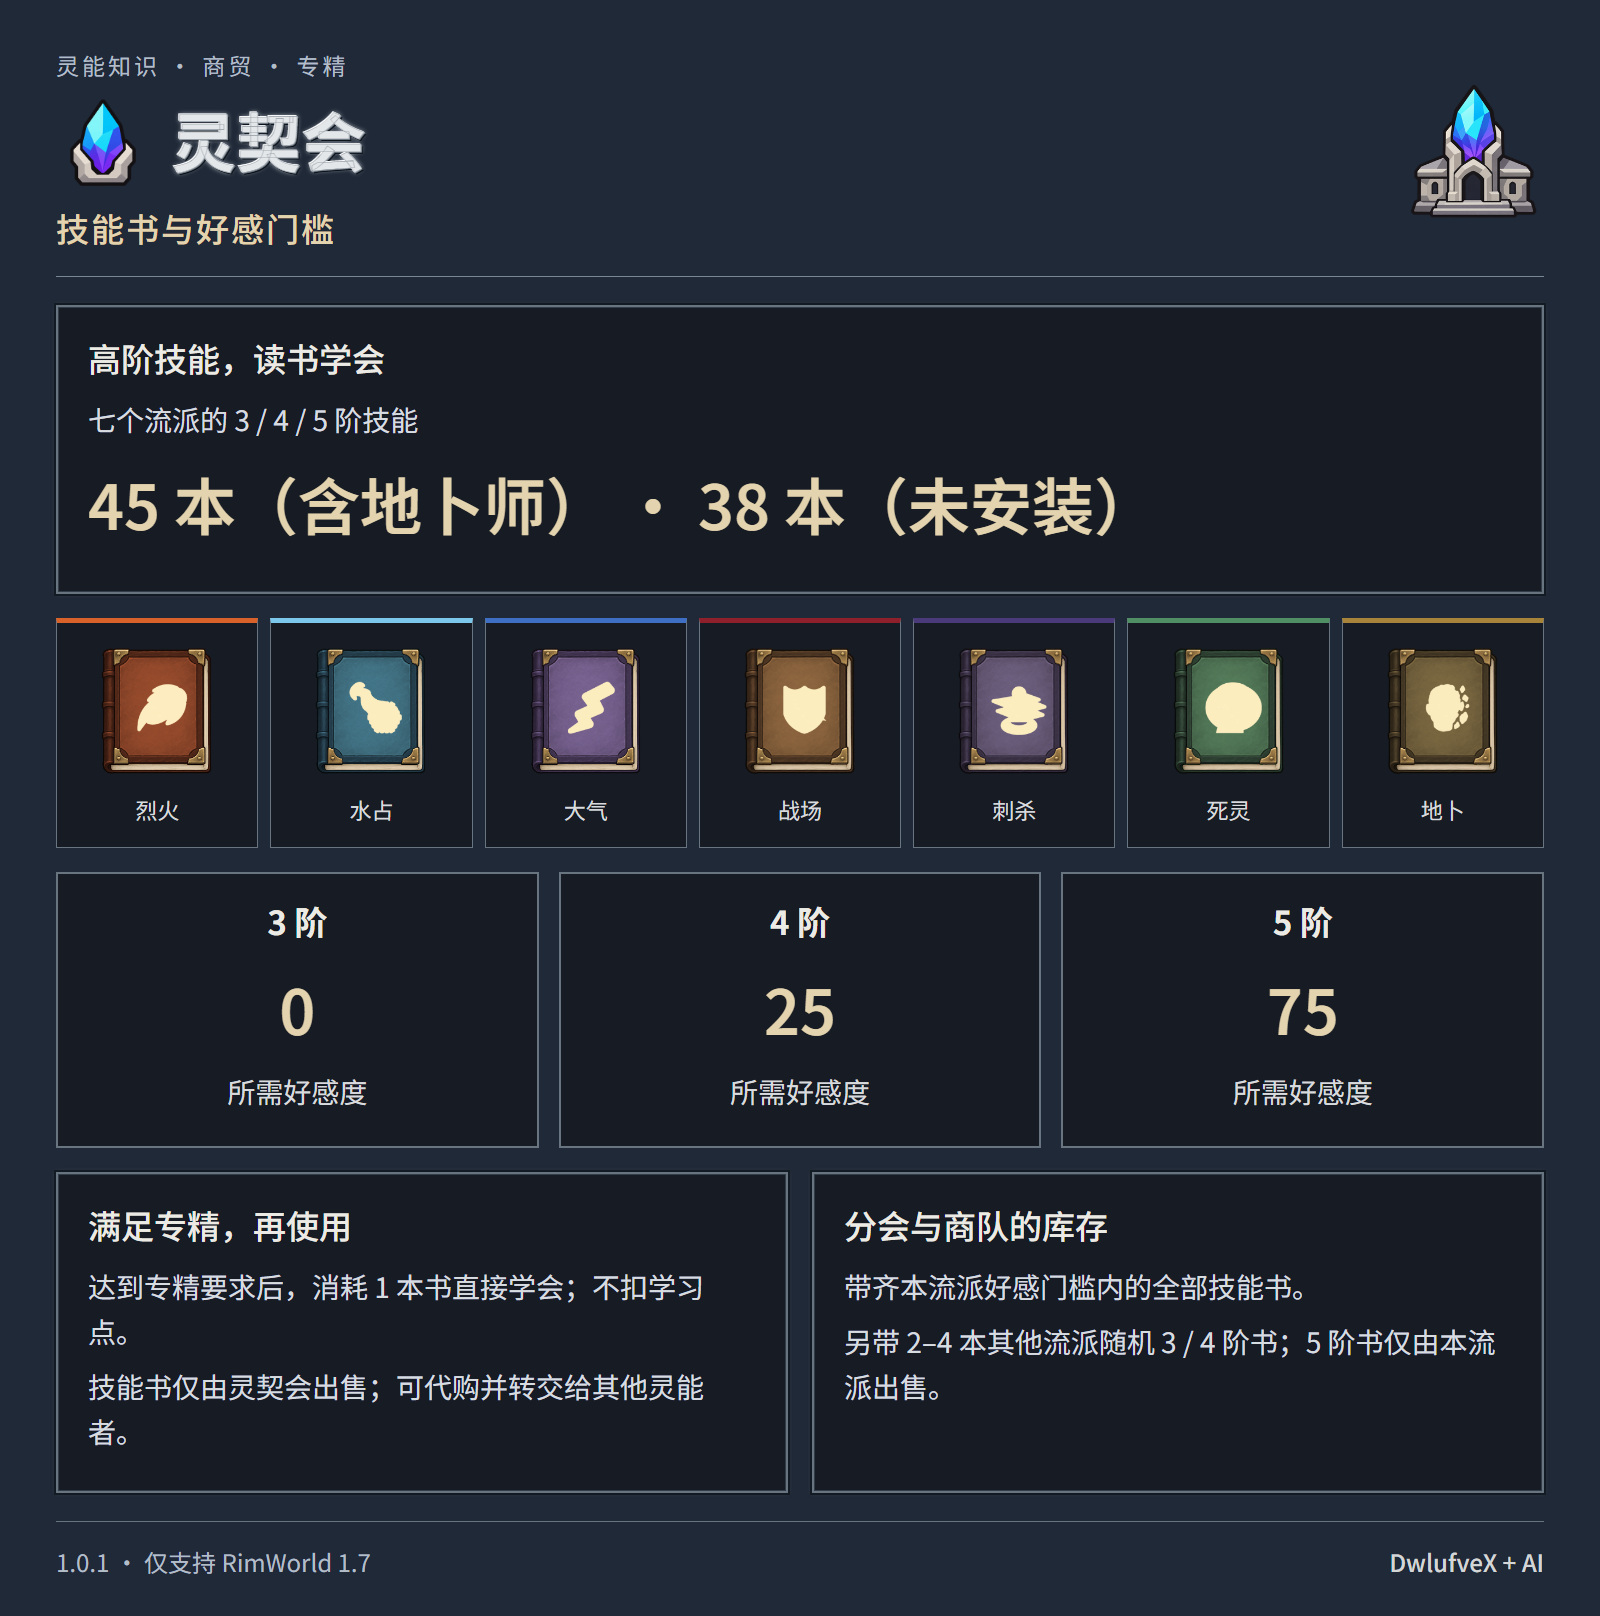 灵能知识 • 商贸 • 专精
灵契会
技能书与好感门槛
高阶技能，读书学会
七个流派的 3 / 4 / 5 阶技能
45 本（含地卜师） • 38 本（未安装）
烈火
水占
大气
战场
刺杀
死灵
地卜
3 阶
0
所需好感度
4 阶
25
所需好感度
5 阶
75
所需好感度
满足专精，再使用
达到专精要求后，消耗 1 本书直接学会；不扣学习
点。
技能书仅由灵契会出售；可代购并转交给其他灵能
者。
分会与商队的库存
带齐本流派好感门槛内的全部技能书。
另带 2–4 本其他流派随机 3 / 4 阶书；5 阶书仅由本流
派出售。
1.0.1 • 仅支持 RimWorld 1.7
DwlufveX + AI